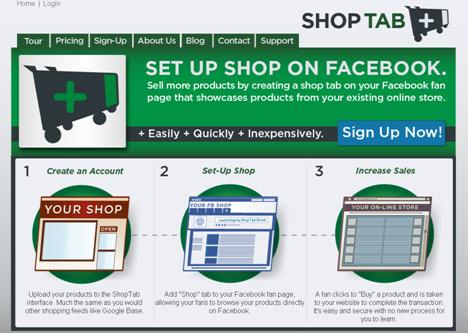 Home | Login
SHOP TAB
Tour Pricing Sign-Up About Us Blog Contact Support
SET UP SHOP ON FACEBOOK.
Sell more products by creating a shop tab on your Facebook fan
page that showcases products from your existing online store.
+ Easily + Quickly + Inexpensively.
Sign Up Now!
1 Create an Account
2 Set-Up Shop
3 Increase Sales
YOUR SHOP
OPEN
YOUR FB SHOP
YOUR ON-LINE STORE
Upload your products to the ShopTab
interface. Much the same as you would
other shopping feeds like Google Base.
Add "Shop" tab to your Facebook fan page,
allowing your fans to browse your products directly
on Facebook.
A fan clicks to "Buy" a product and is taken
to your website to complete the transaction.
It's easy and secure with no new process for
you to learn.